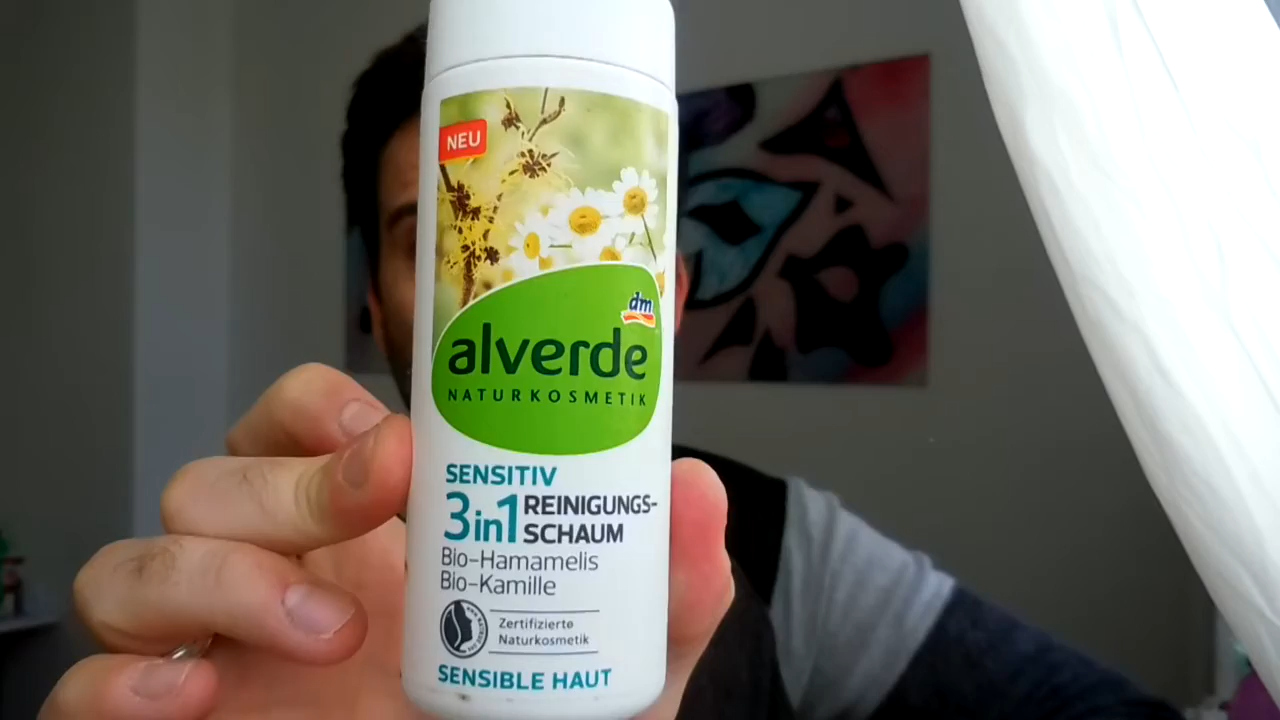 NEU
dm
alverde
NATURKOSMETIK
SENSITIV
3in1 REINIGUNGS-
SCHAUM
Bio-Hamamelis
Bio-Kamille
Zertifizierte
Naturkosmetik
SENSIBLE HAUT